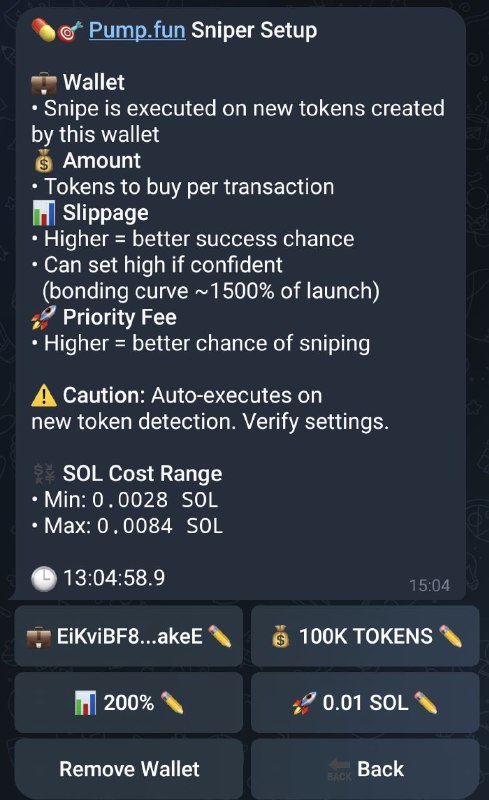 💊🎯 Pump.fun Sniper Setup
💼 Wallet
• Snipe is executed on new tokens created
by this wallet
💰 Amount
• Tokens to buy per transaction
📊 Slippage
• Higher = better success chance
• Can set high if confident
(bonding curve ~1500% of launch)
🚀 Priority Fee
• Higher = better chance of sniping
⚠️ Caution: Auto-executes on
new token detection. Verify settings.
💱 SOL Cost Range
• Min: 0.0028 SOL
• Max: 0.0084 SOL
🕒 13:04:58.9
15:04
💼 EiKviBF8...akeE ✏️
💰 100K TOKENS ✏️
📊 200% ✏️
🚀 0.01 SOL ✏️
Remove Wallet
🔙 Back